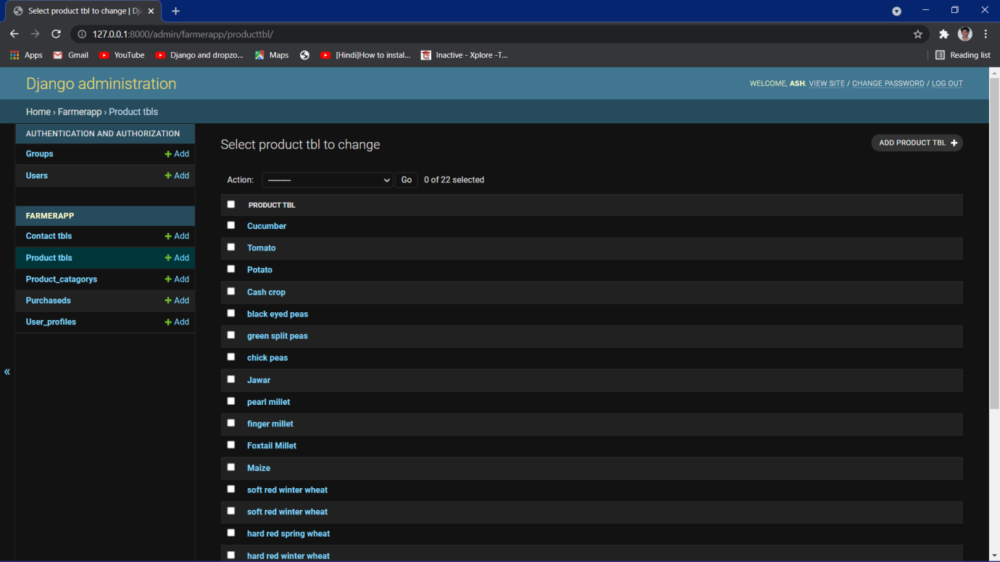 Select product tbl to change | Dj
127.0.0.1:8000/admin/farmerapp/producttbl/
Apps Gmail YouTube Django and dropzo... Maps [Hindi]How to instal... Inactive - Xplore -T... Reading list
Django administration
WELCOME, ASH. VIEW SITE / CHANGE PASSWORD / LOG OUT
Home › Farmerapp › Product tbls
AUTHENTICATION AND AUTHORIZATION
Groups + Add
Users + Add
FARMERAPP
Contact tbls + Add
Product tbls + Add
Product_catagorys + Add
Purchaseds + Add
User_profiles + Add
«
Select product tbl to change
ADD PRODUCT TBL +
Action: --------- Go 0 of 22 selected
PRODUCT TBL
Cucumber
Tomato
Potato
Cash crop
black eyed peas
green split peas
chick peas
Jawar
pearl millet
finger millet
Foxtail Millet
Maize
soft red winter wheat
soft red winter wheat
hard red spring wheat
hard red winter wheat